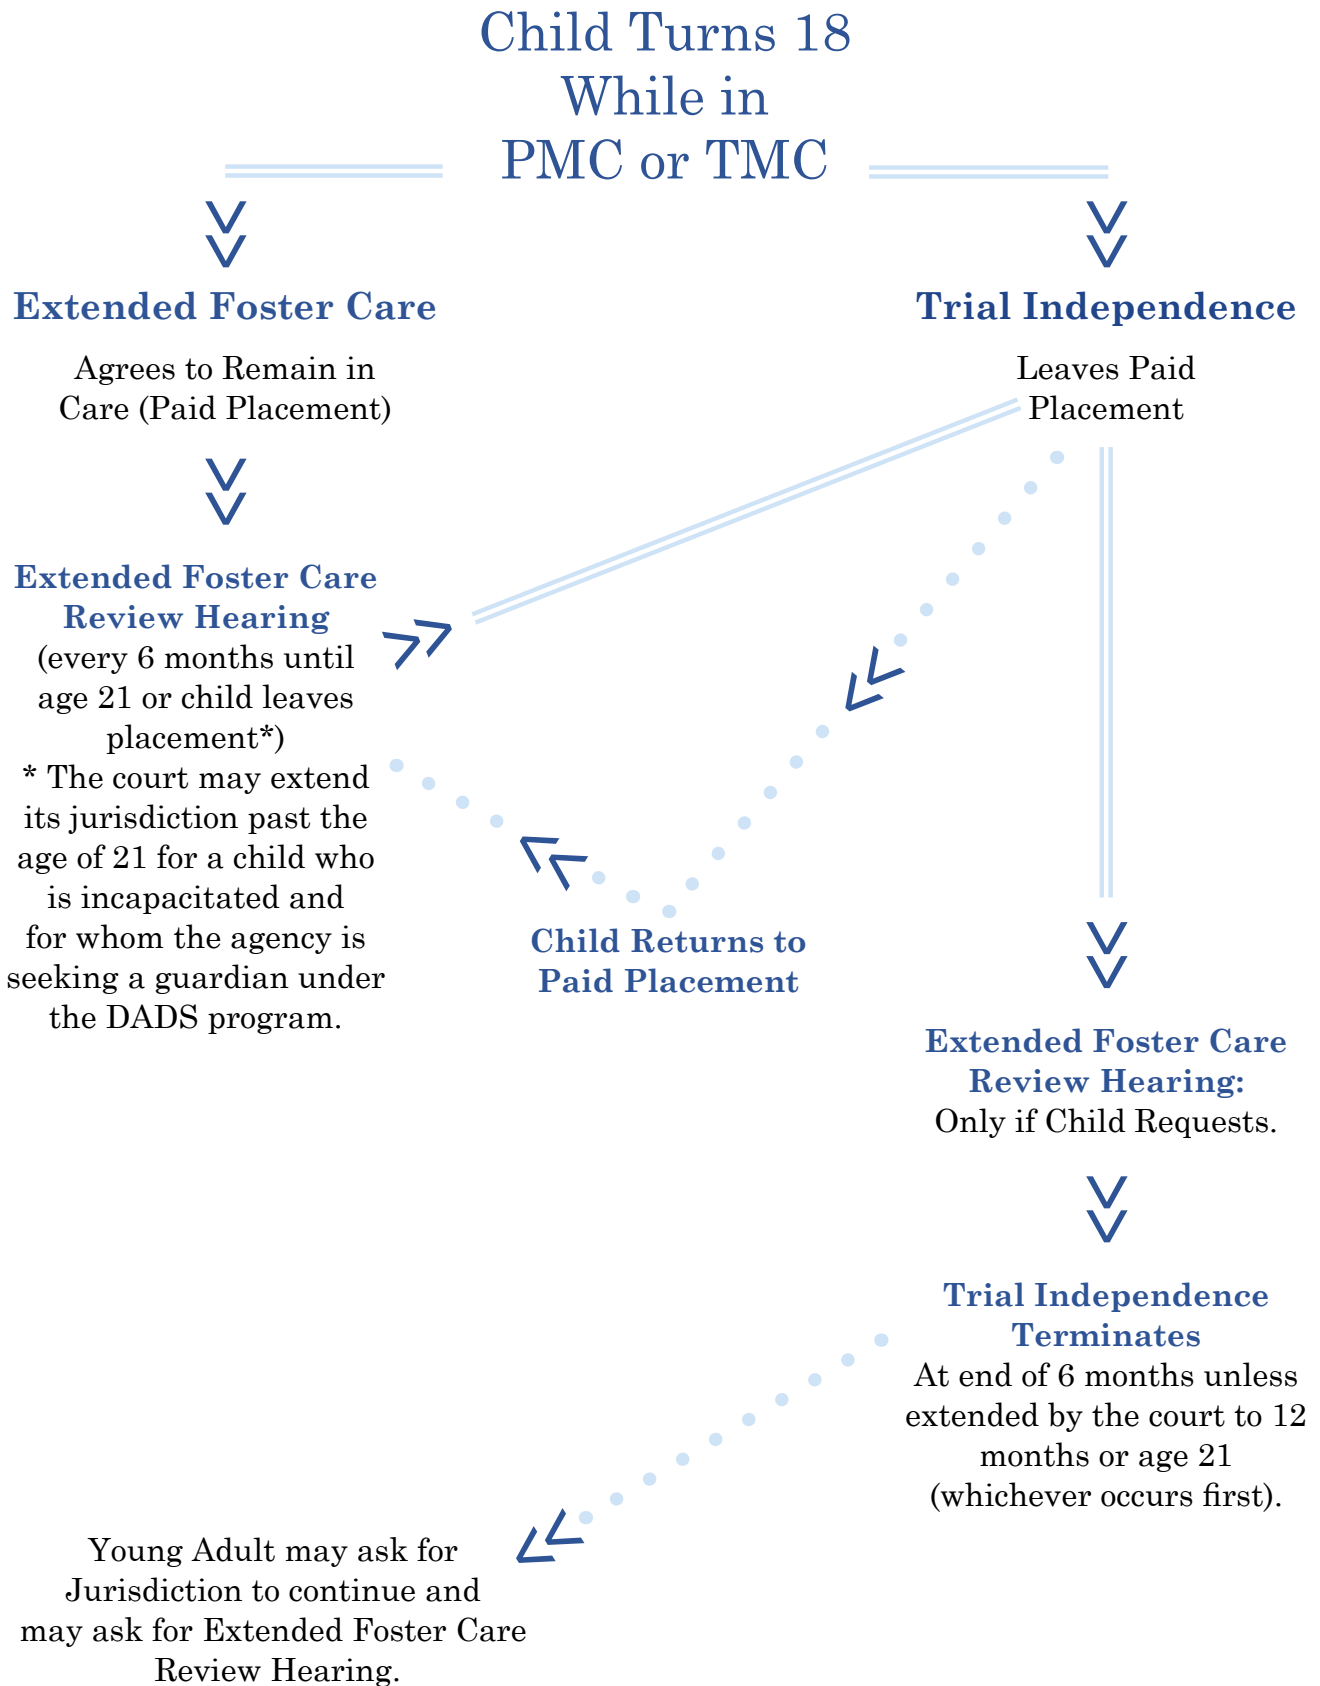 Child Turns 18
While in
PMC or TMC
Extended Foster Care
Agrees to Remain in
Care (Paid Placement)
Extended Foster Care
Review Hearing
(every 6 months until
age 21 or child leaves
placement*)
* The court may extend
its jurisdiction past the
age of 21 for a child who
is incapacitated and
for whom the agency is
seeking a guardian under
the DADS program.
Trial Independence
Leaves Paid
Placement
Child Returns to
Paid Placement
Extended Foster Care
Review Hearing:
Only if Child Requests.
Trial Independence
Terminates
At end of 6 months unless
extended by the court to 12
months or age 21
(whichever occurs first).
Young Adult may ask for
Jurisdiction to continue and
may ask for Extended Foster Care
Review Hearing.